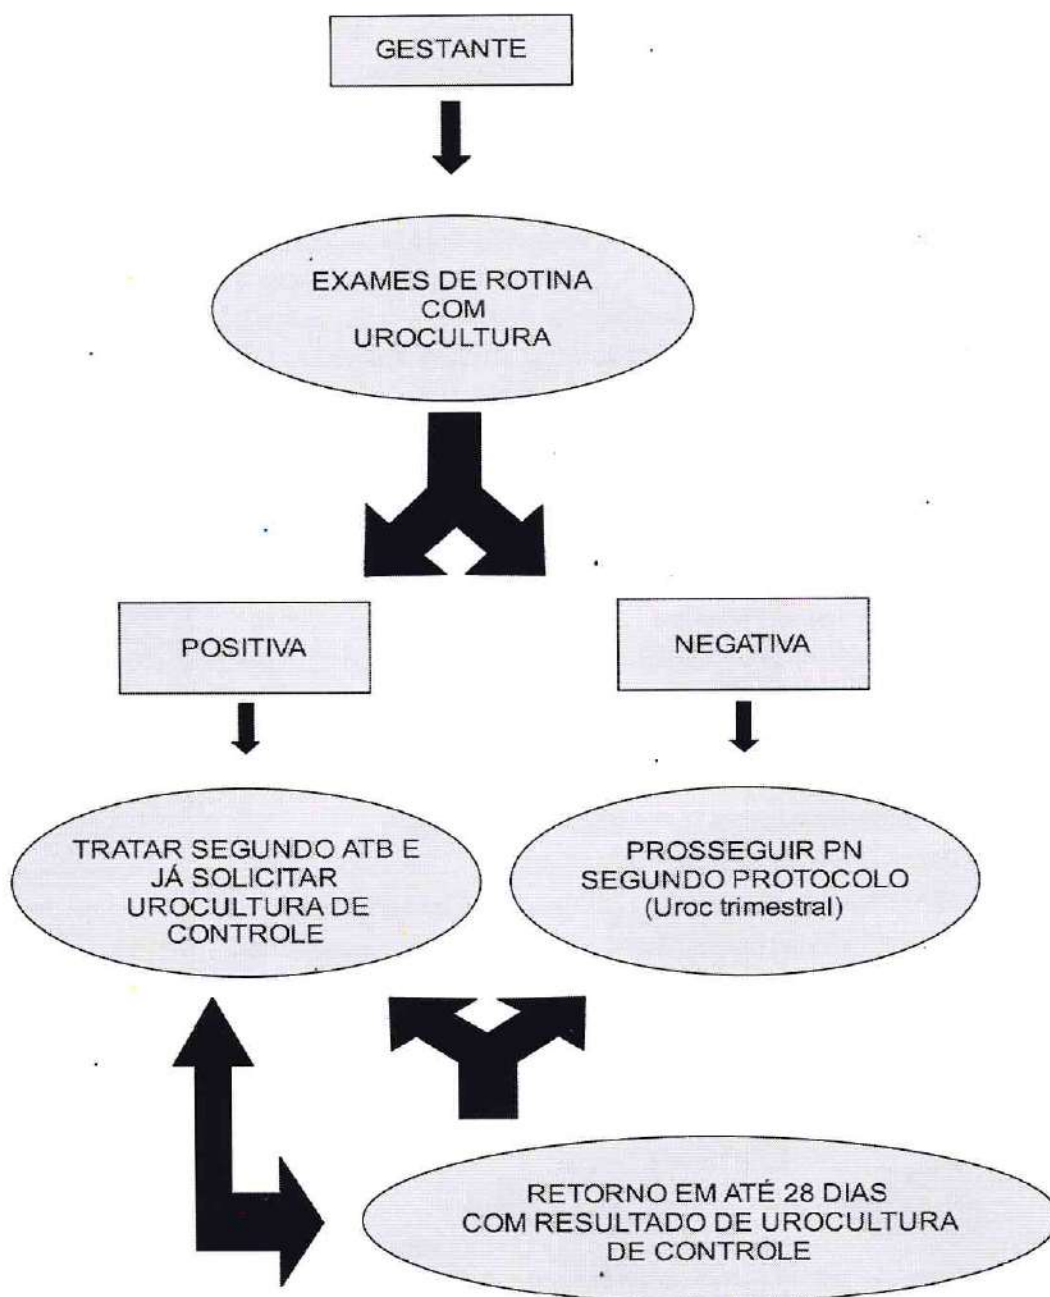 GESTANTE
EXAMES DE ROTINA
COM
UROCULTURA
POSITIVA
NEGATIVA
TRATAR SEGUNDO ATB E
JÁ SOLICITAR
UROCULTURA DE
CONTROLE
PROSSEGUIR PN
SEGUNDO PROTOCOLO
(Uroc trimestral)
RETORNO EM ATÉ 28 DIAS
COM RESULTADO DE UROCULTURA
DE CONTROLE